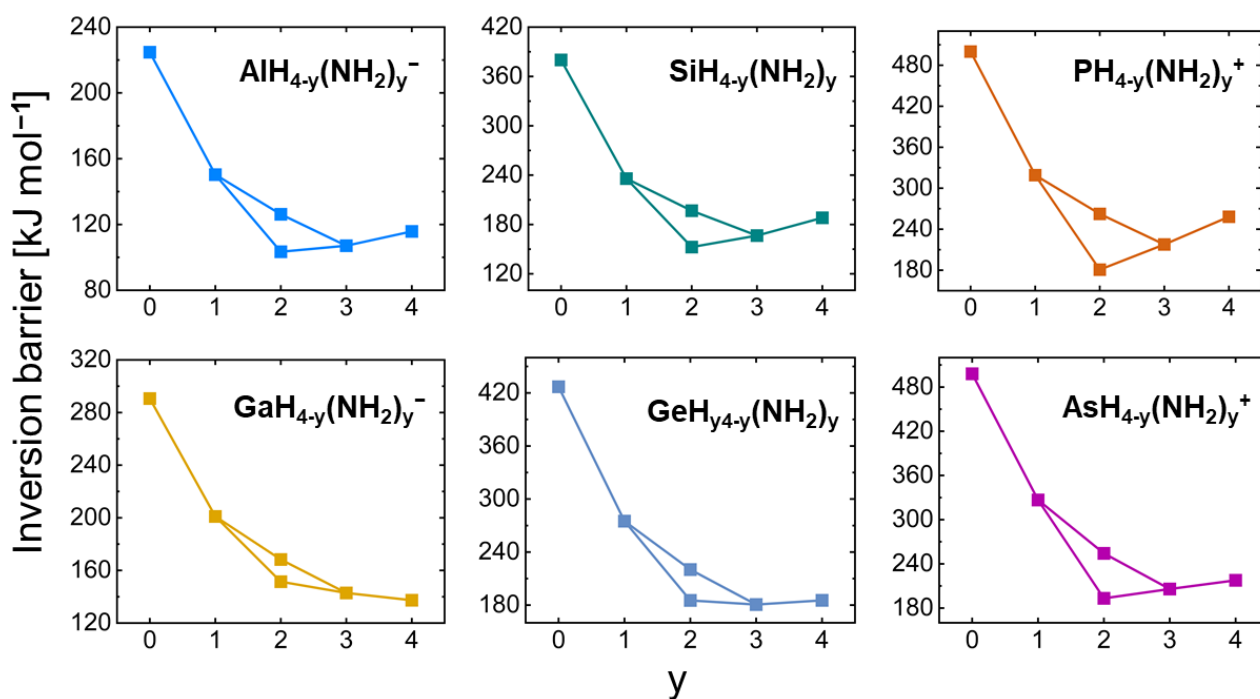 Inversion barrier [kJ mol⁻¹]
240
200
160
120
80
0 1 2 3 4
AlH₄₋y(NH₂)y⁻
420
360
300
240
180
120
0 1 2 3 4
SiH₄₋y(NH₂)y
480
420
360
300
240
180
0 1 2 3 4
PH₄₋y(NH₂)y⁺
320
280
240
200
160
120
0 1 2 3 4
GaH₄₋y(NH₂)y⁻
420
360
300
240
180
0 1 2 3 4
GeHy₄₋y(NH₂)y
480
420
360
300
240
180
0 1 2 3 4
AsH₄₋y(NH₂)y⁺
y